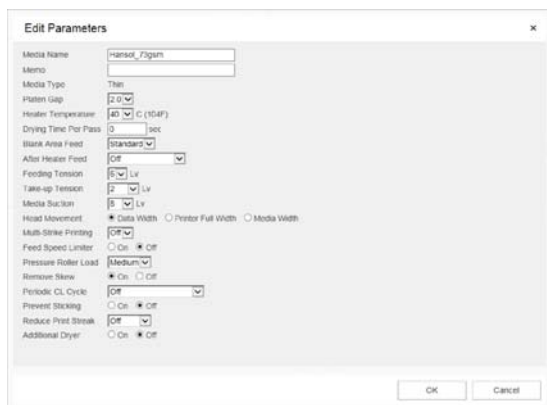 Edit Parameters ×
Media Name Hansol_73gsm
Memo
Media Type Thin
Platen Gap 2.0
Heater Temperature 40 C (104F)
Drying Time Per Pass 0 sec
Blank Area Feed Standard
After Heater Feed Off
Feeding Tension 5 Lv
Take-up Tension 2 Lv
Media Suction 5 Lv
Head Movement Data Width Printer Full Width Media Width
Multi-Strike Printing Off
Feed Speed Limiter On Off
Pressure Roller Load Medium
Remove Skew On Off
Periodic CL Cycle Off
Prevent Sticking On Off
Reduce Print Streak Off
Additional Dryer On Off
OK Cancel